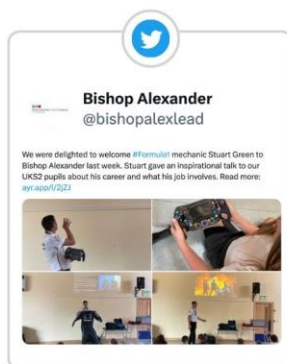 Bishop Alexander
@bishopalexlead
We were delighted to welcome #Formula1 mechanic Stuart Green to
Bishop Alexander last week. Stuart gave an inspirational talk to our
UKS2 pupils about his career and what his job involves. Read more:
ayr.app/l/2jZJ